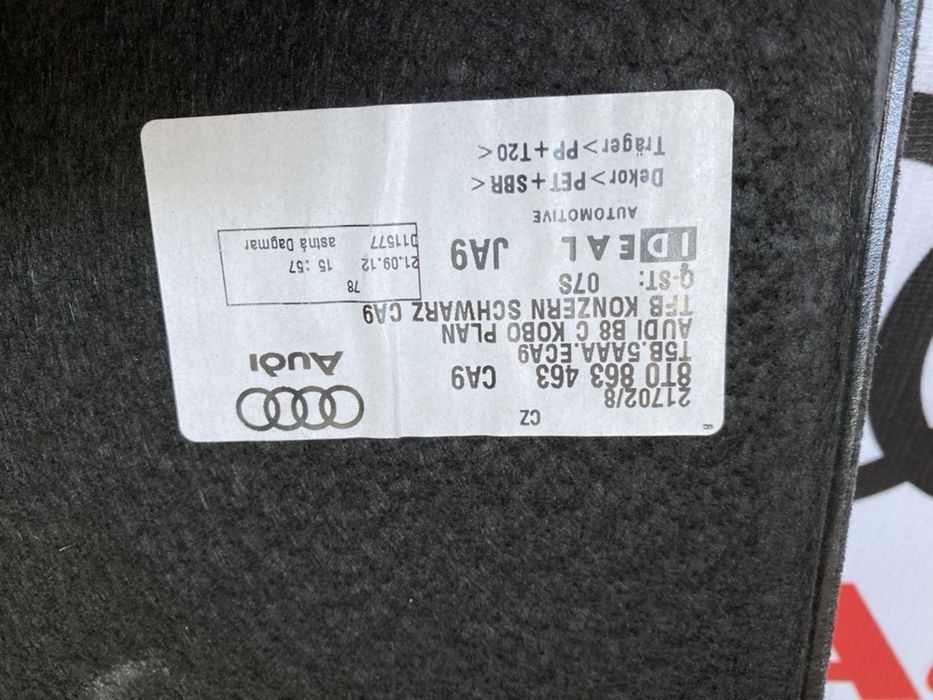 21702/8 CZ
8T0 863 463 CA9
T5B.5AAA.ECA9
AUDI B8 C KOBO PLAN
TFB KONZERN SCHWARZ CA9
Q-ST: 07S
IDEAL JA9
AUTOMOTIVE
Dekor>PET+SBR<
Träger>PP+T20<
Audi
78
21.09.12 15:57
D11577
astná Dagmar